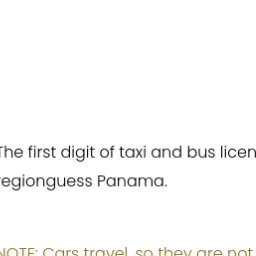 The first digit of taxi and bus licen
regionguess Panama.
NOTE: Cars travel, so they are not